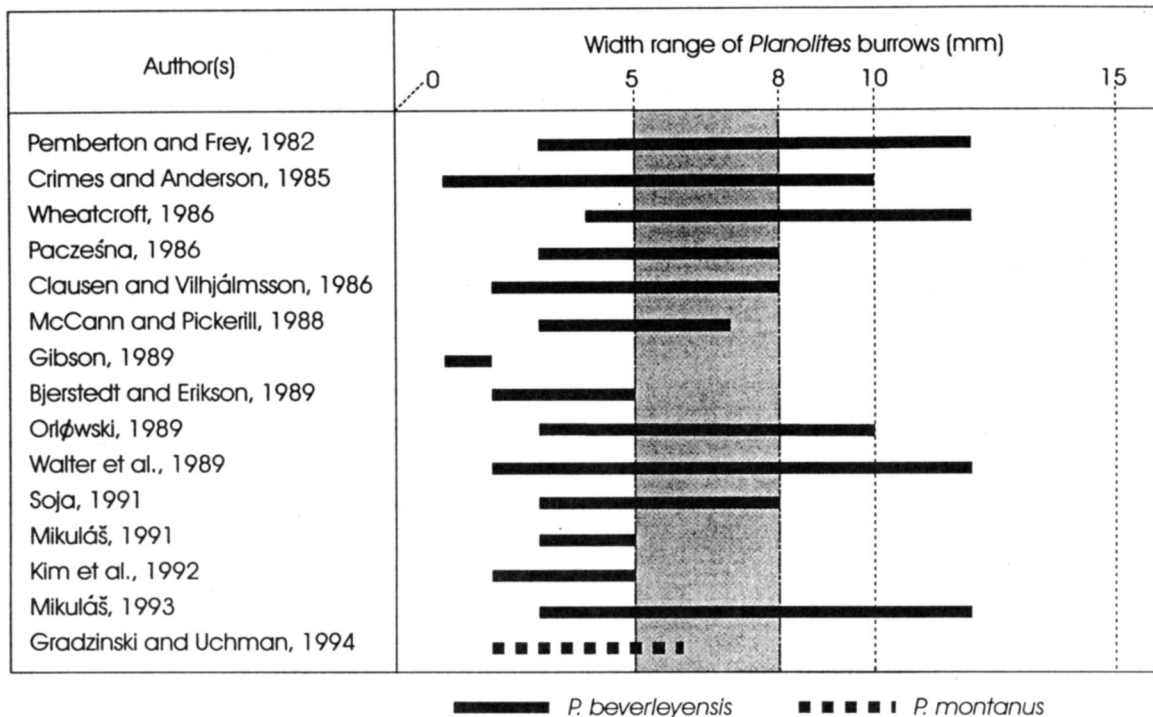 Author(s)
Width range of Planolites burrows (mm)
0 5 8 10 15
Pemberton and Frey, 1982
Crimes and Anderson, 1985
Wheatcroft, 1986
Pacześna, 1986
Clausen and Vilhjálmsson, 1986
McCann and Pickerill, 1988
Gibson, 1989
Bjerstedt and Erikson, 1989
Orløwski, 1989
Walter et al., 1989
Soja, 1991
Mikuláš, 1991
Kim et al., 1992
Mikuláš, 1993
Gradzinski and Uchman, 1994
P. beverleyensis P. montanus